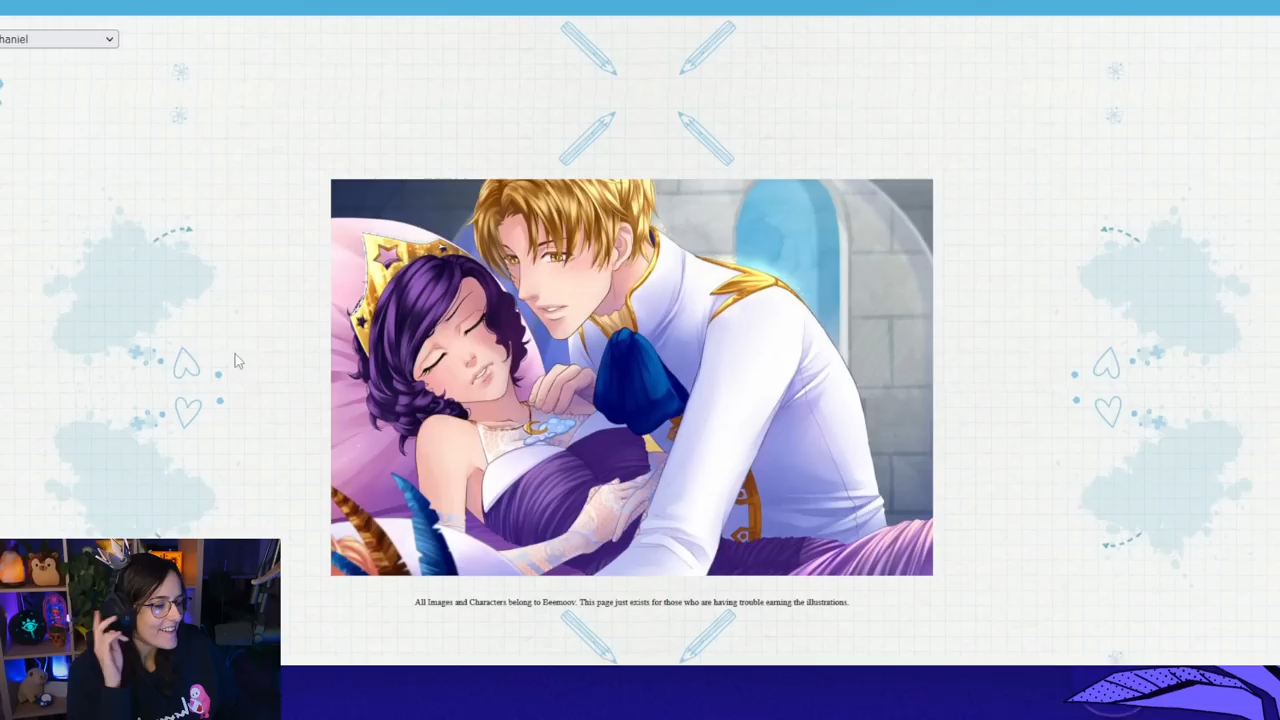 haniel
All Images and Characters belong to Beemoov. This page just exists for those who are having trouble earning the illustrations.